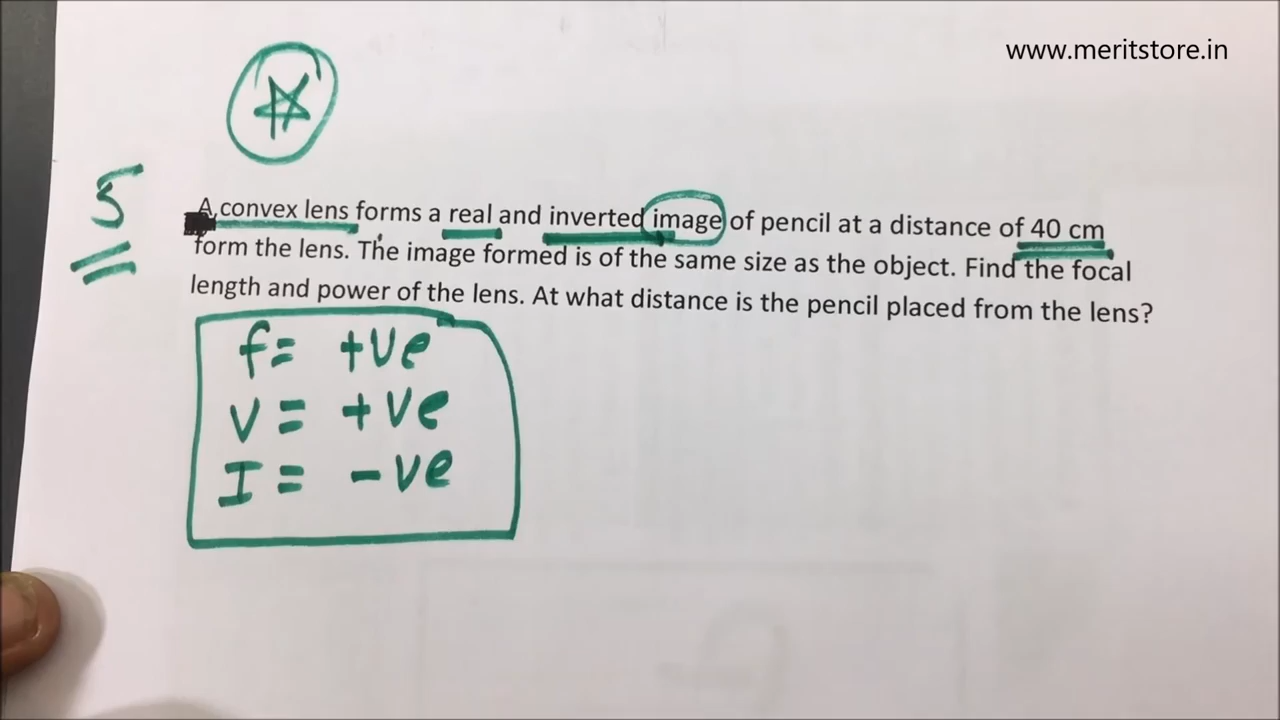 www.meritstore.in
5
A convex lens forms a real and inverted image of pencil at a distance of 40 cm
form the lens. The image formed is of the same size as the object. Find the focal
length and power of the lens. At what distance is the pencil placed from the lens?
f= +ve
V= +ve
I= -ve